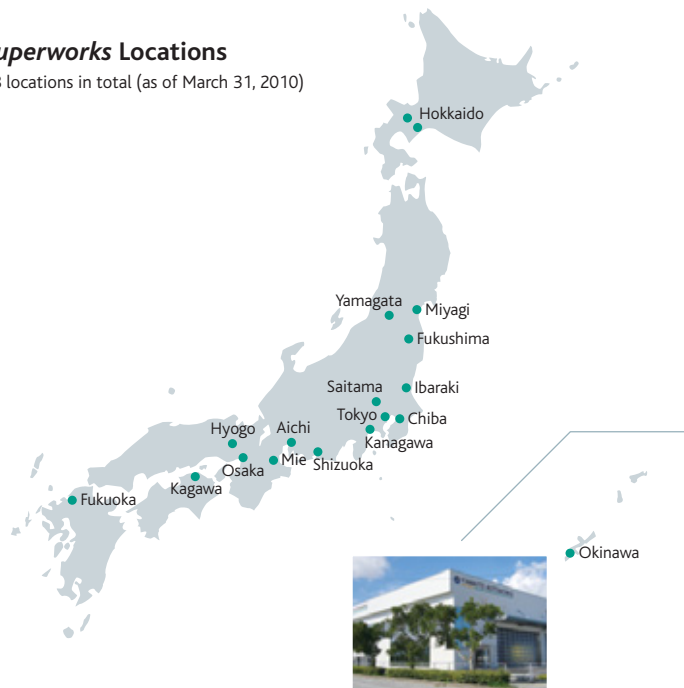 uperworks Locations
locations in total (as of March 31, 2010)
Hokkaido
Yamagata
Miyagi
Fukushima
Ibaraki
Saitama
Tokyo
Chiba
Kanagawa
Hyogo
Aichi
Osaka
Mie
Shizuoka
Kagawa
Fukuoka
Okinawa